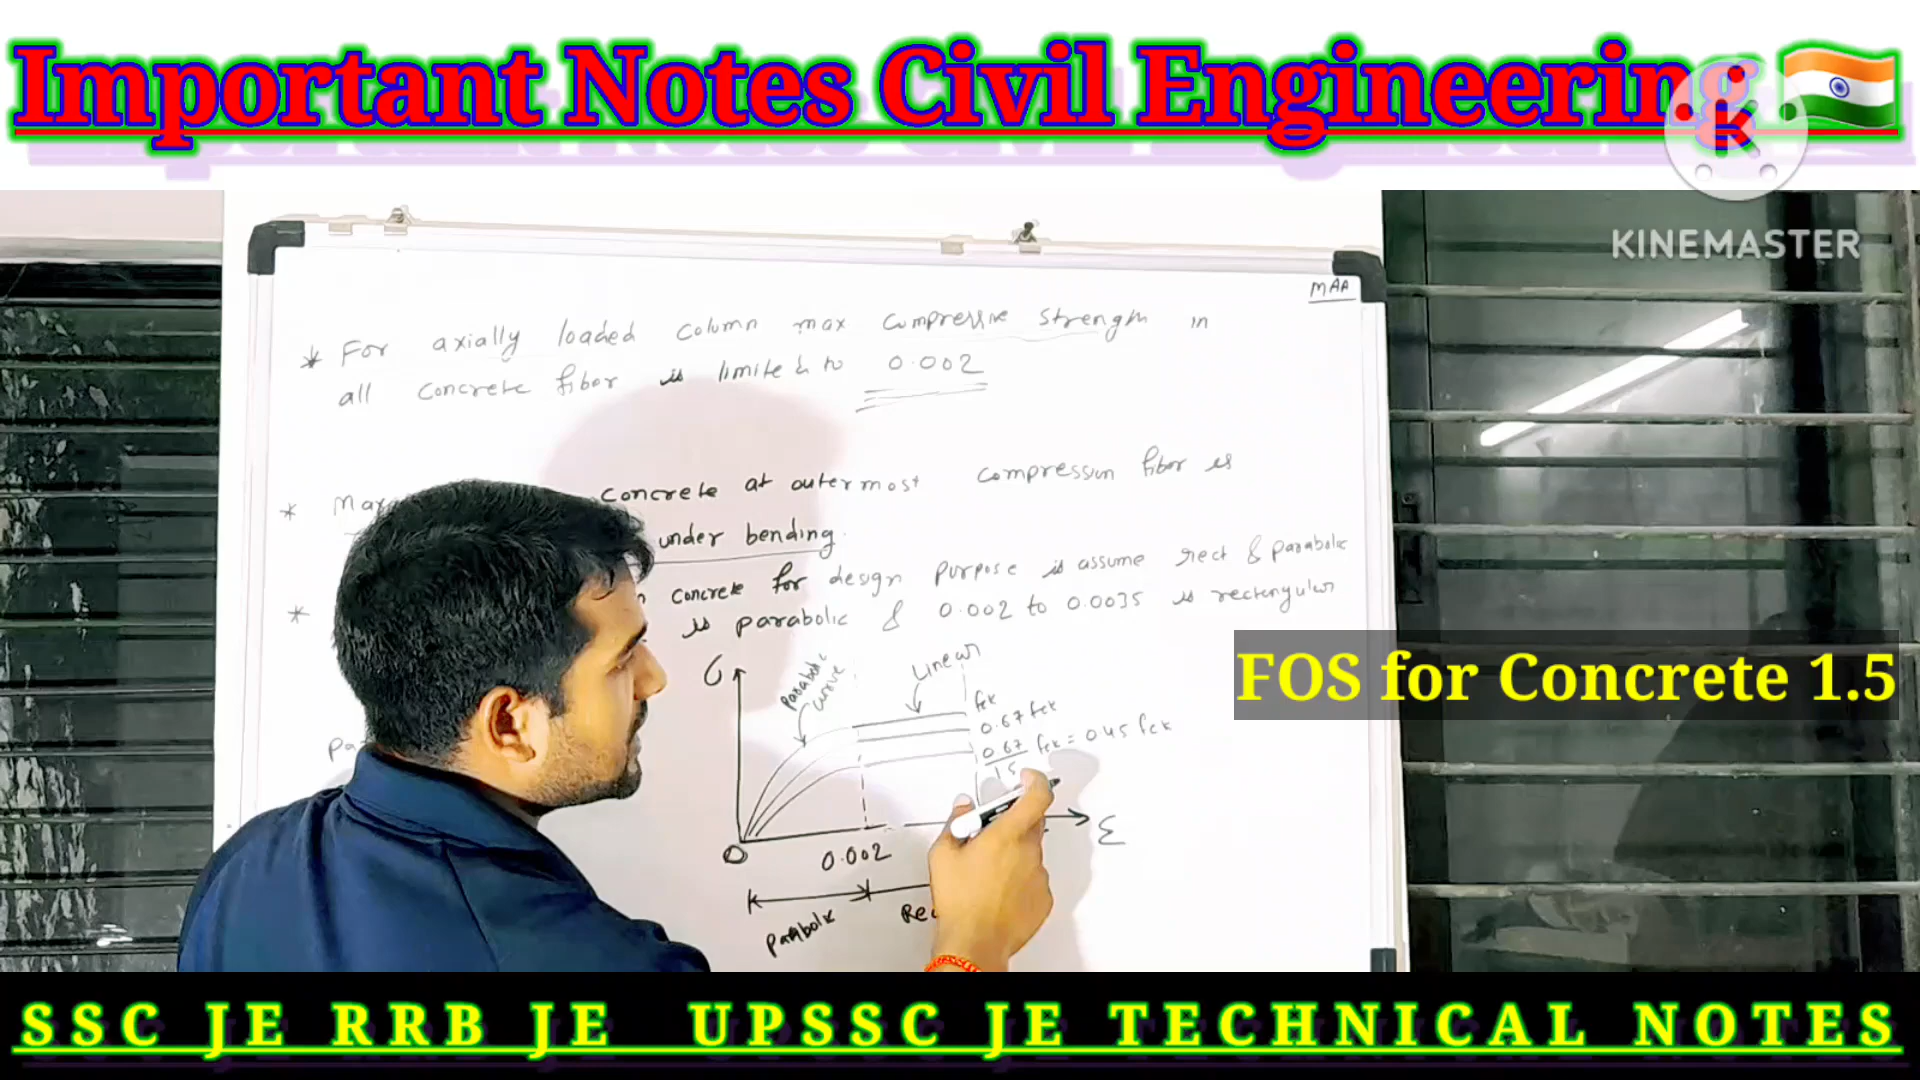 Important Notes Civil Engineering
KINEMASTER
MAA
* For axially loaded column max compressive strength in
all concrete fiber is limited to 0.002
* Max concrete at outermost compression fiber is
under bending.
* concrete for design purpose is assume rect & parabolic
is parabolic & 0.002 to 0.0035 is rectangular
σ
Parabolic curve
Linear
fck
0.67 fck
0.67/1.5 fck = 0.45 fck
FOS for Concrete 1.5
O
0.002
ε
Parabolic
Rec
SSC JE RRB JE UPSSC JE TECHNICAL NOTES